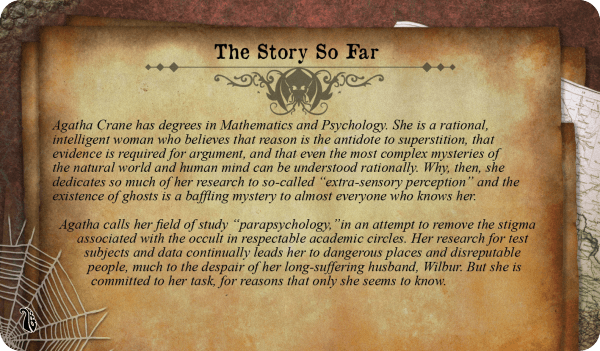 The Story So Far
Agatha Crane has degrees in Mathematics and Psychology. She is a rational,
intelligent woman who believes that reason is the antidote to superstition, that
evidence is required for argument, and that even the most complex mysteries of
the natural world and human mind can be understood rationally. Why, then, she
dedicates so much of her research to so-called “extra-sensory perception” and the
existence of ghosts is a baffling mystery to almost everyone who knows her.
Agatha calls her field of study “parapsychology,”in an attempt to remove the stigma
associated with the occult in respectable academic circles. Her research for test
subjects and data continually leads her to dangerous places and disreputable
people, much to the despair of her long-suffering husband, Wilbur. But she is
committed to her task, for reasons that only she seems to know.